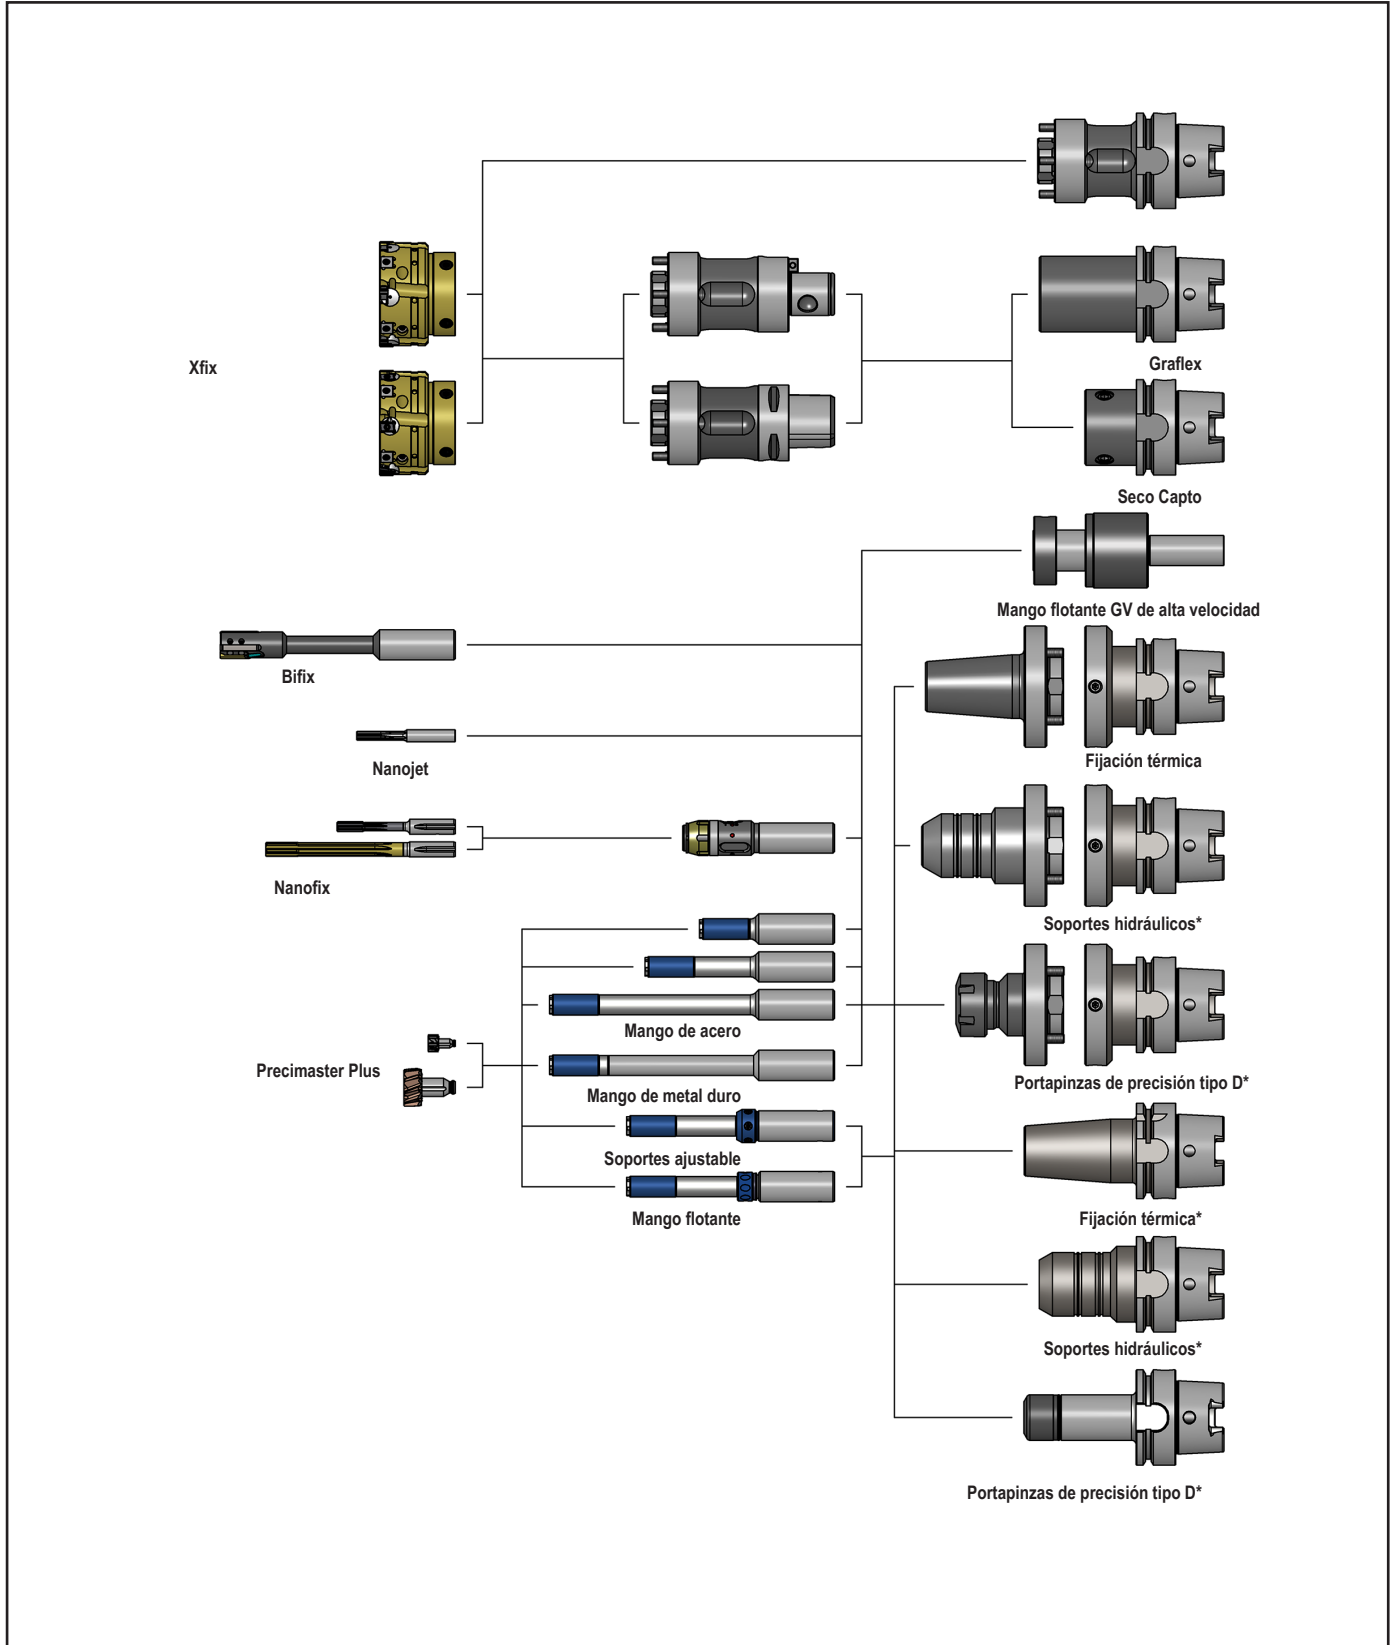 Xfix
Graflex
Seco Capto
Mango flotante GV de alta velocidad
Bifix
Fijación térmica
Nanojet
Nanofix
Soportes hidráulicos*
Mango de acero
Precimaster Plus
Portapinzas de precisión tipo D*
Mango de metal duro
Soportes ajustable
Mango flotante
Fijación térmica*
Soportes hidráulicos*
Portapinzas de precisión tipo D*